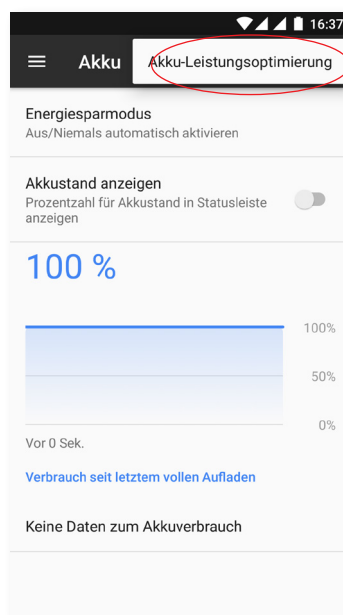 16:37
Akku
Akku-Leistungsoptimierung
Energiesparmodus
Aus/Niemals automatisch aktivieren
Akkustand anzeigen
Prozentzahl für Akkustand in Statusleiste
anzeigen
100 %
100%
50%
0%
Vor 0 Sek.
Verbrauch seit letztem vollen Aufladen
Keine Daten zum Akkuverbrauch